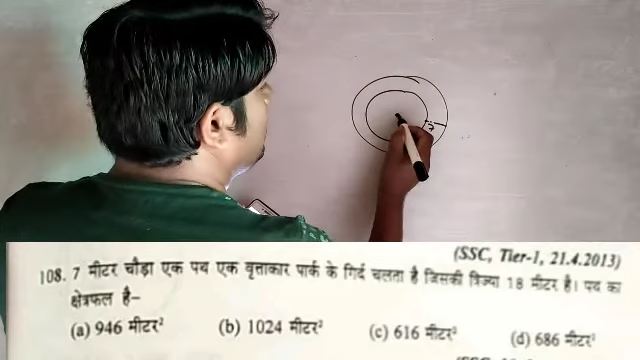 7
(SSC, Tier-1, 21.4.2013)
108. 7 मीटर चौड़ा एक पथ एक वृत्ताकार पार्क के गिर्द चलता है जिसकी त्रिज्या 18 मीटर है। पथ का
क्षेत्रफल है–
(a) 946 मीटर² (b) 1024 मीटर² (c) 616 मीटर² (d) 686 मीटर²